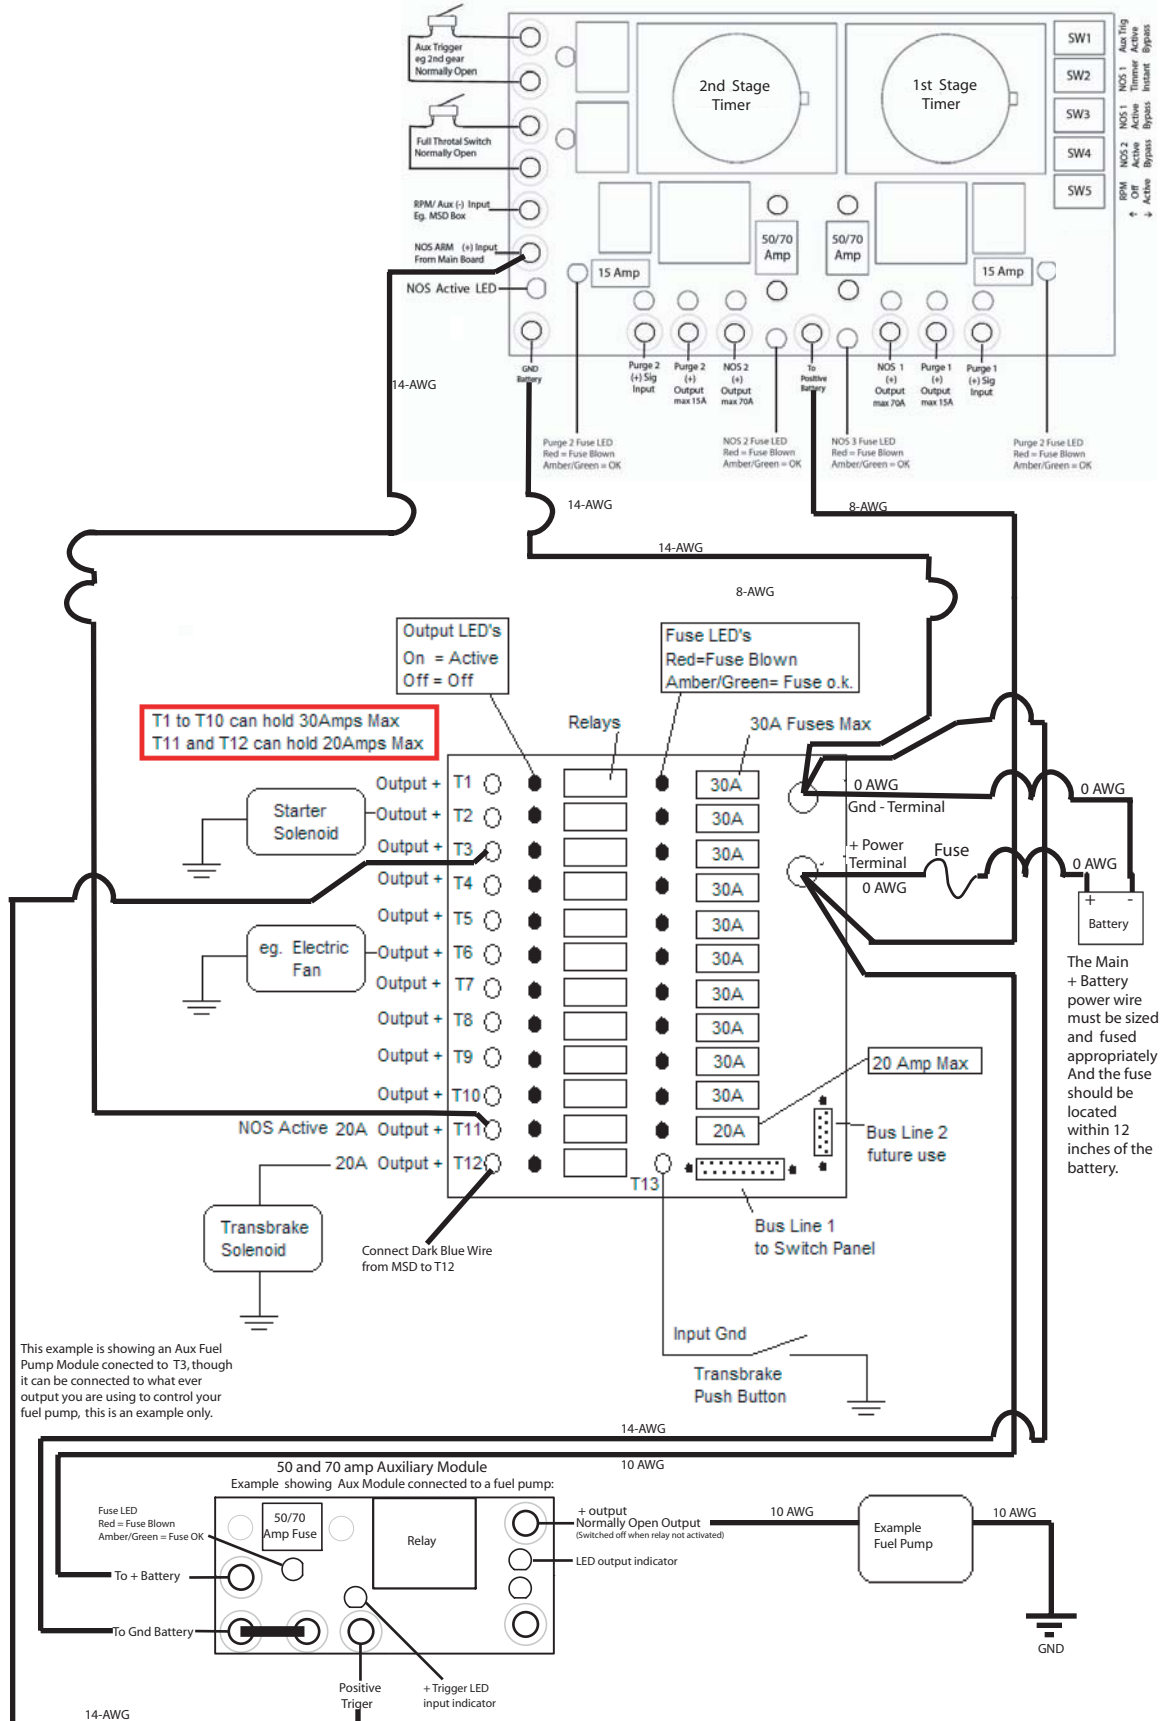 Aux Trigger
eg 2nd gear
Normally Open
Full Throtal Switch
Normally Open
RPM/ Aux (-) Input
Eg. MSD Box
NOS ARM (+) Input
From Main Board
NOS Active LED
2nd Stage
Timer
1st Stage
Timer
SW1
SW2
SW3
SW4
SW5
Aux Trig
Active
Bypass
NOS 1
Timmer
Instant
NOS 1
Active
Bypass
NOS 2
Active
Bypass
RPM
Off
Active
15 Amp
50/70
Amp
50/70
Amp
15 Amp
GND
Battery
Purge 2
(+) Sig
Input
Purge 2
(+)
Output
max 15A
NOS 2
(+)
Output
max 70A
To
Positive
Battery
NOS 1
(+)
Output
max 70A
Purge 1
(+)
Output
max 15A
Purge 1
(+) Sig
Input
14-AWG
Purge 2 Fuse LED
Red = Fuse Blown
Amber/Green = OK
NOS 2 Fuse LED
Red = Fuse Blown
Amber/Green = OK
NOS 3 Fuse LED
Red = Fuse Blown
Amber/Green = OK
Purge 2 Fuse LED
Red = Fuse Blown
Amber/Green = OK
14-AWG
8-AWG
14-AWG
8-AWG
Output LED's
On = Active
Off = Off
Fuse LED's
Red=Fuse Blown
Amber/Green= Fuse o.k.
T1 to T10 can hold 30Amps Max
T11 and T12 can hold 20Amps Max
Relays
30A Fuses Max
Output + T1
30A
Output + T2
30A
Output + T3
30A
Output + T4
30A
Output + T5
30A
Output + T6
30A
Output + T7
30A
Output + T8
30A
Output + T9
30A
Output + T10
30A
NOS Active 20A Output + T11
20A
20A Output + T12
T13
Starter
Solenoid
eg. Electric
Fan
Transbrake
Solenoid
0 AWG
Gnd - Terminal
0 AWG
+ Power
Terminal
0 AWG
Fuse
0 AWG
+ -
Battery
The Main
+ Battery
power wire
must be sized
and fused
appropriately
And the fuse
should be
located
within 12
inches of the
battery.
20 Amp Max
Bus Line 2
future use
Bus Line 1
to Switch Panel
Connect Dark Blue Wire
from MSD to T12
Input Gnd
Transbrake
Push Button
This example is showing an Aux Fuel
Pump Module conected to T3, though
it can be connected to what ever
output you are using to control your
fuel pump, this is an example only.
14-AWG
10 AWG
50 and 70 amp Auxiliary Module
Example showing Aux Module connected to a fuel pump:
Fuse LED
Red = Fuse Blown
Amber/Green = Fuse OK
50/70
Amp Fuse
Relay
+ output
Normally Open Output
(Switched off when relay not activated)
LED output indicator
10 AWG
Example
Fuel Pump
10 AWG
GND
To + Battery
To Gnd Battery
Positive
Triger
+ Trigger LED
input indicator
14-AWG